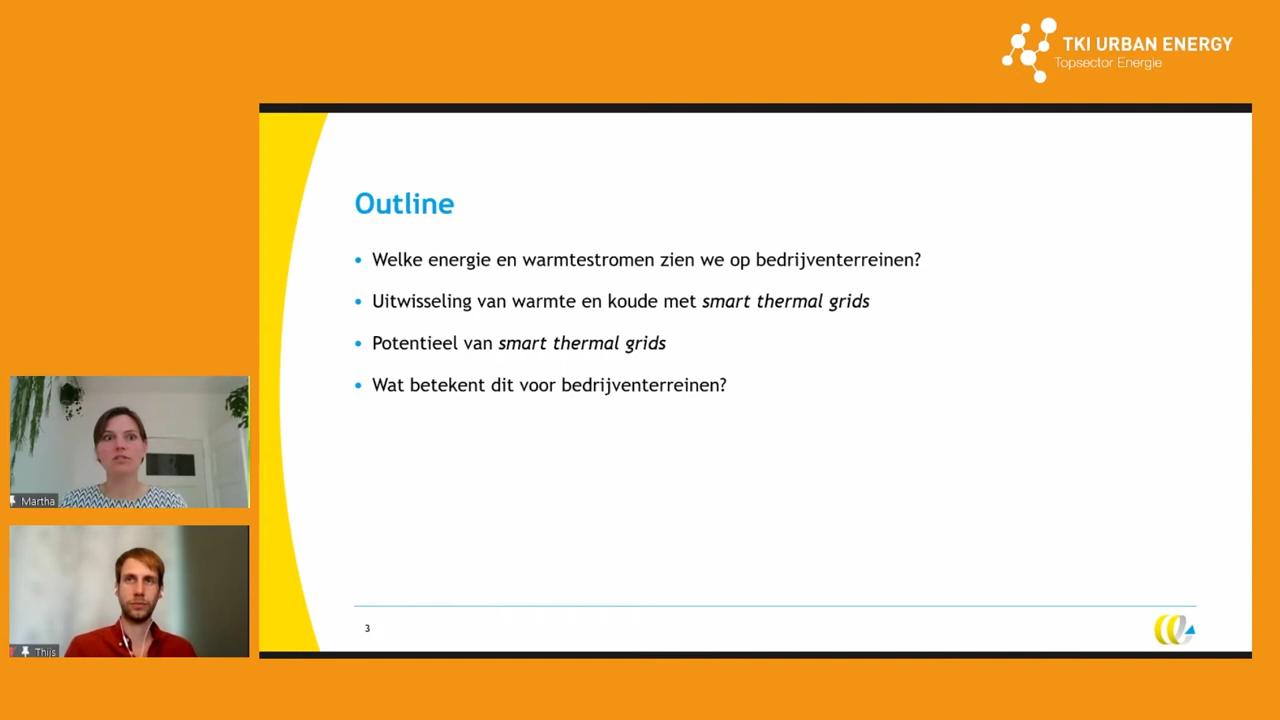 TKI URBAN ENERGY
Topsector Energie
Outline
• Welke energie en warmtestromen zien we op bedrijventerreinen?
• Uitwisseling van warmte en koude met smart thermal grids
• Potentieel van smart thermal grids
• Wat betekent dit voor bedrijventerreinen?
3
Martha
Thijs